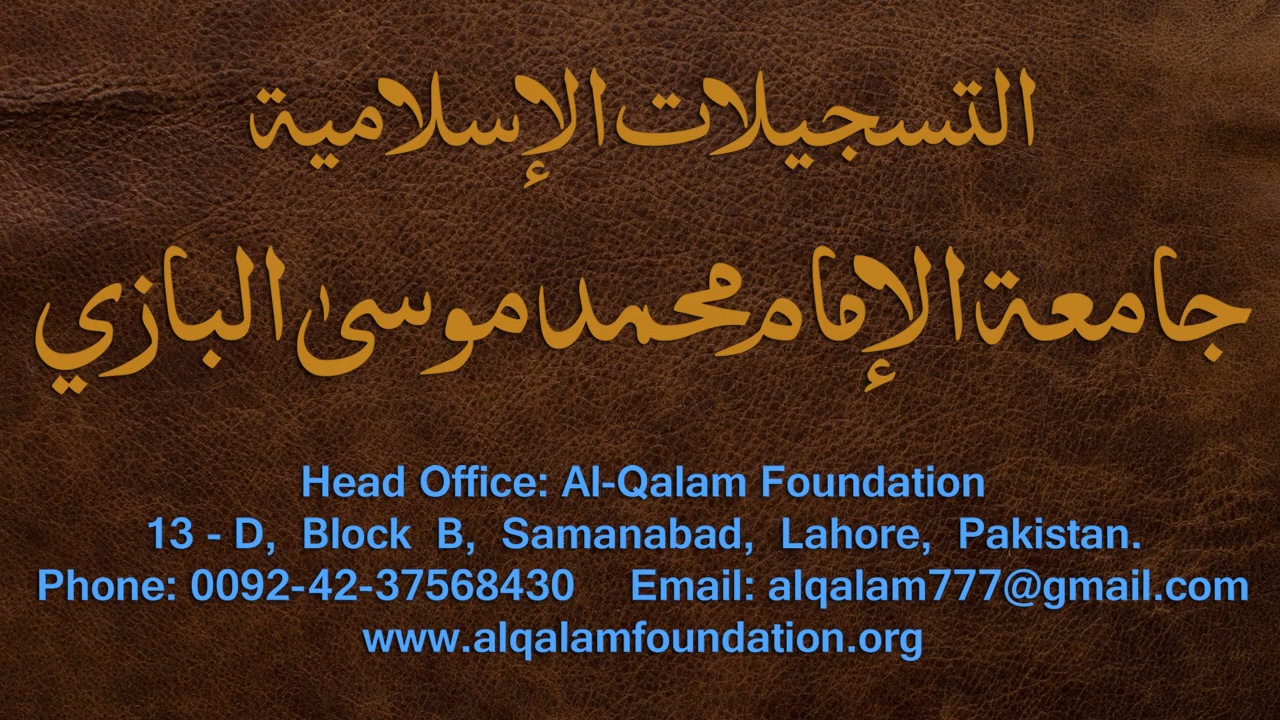 التسجيلات الإسلامية
جامعة الإمام محمد موسىٰ البازي
Head Office: Al-Qalam Foundation
13 - D, Block B, Samanabad, Lahore, Pakistan.
Phone: 0092-42-37568430 Email: alqalam777@gmail.com
www.alqalamfoundation.org